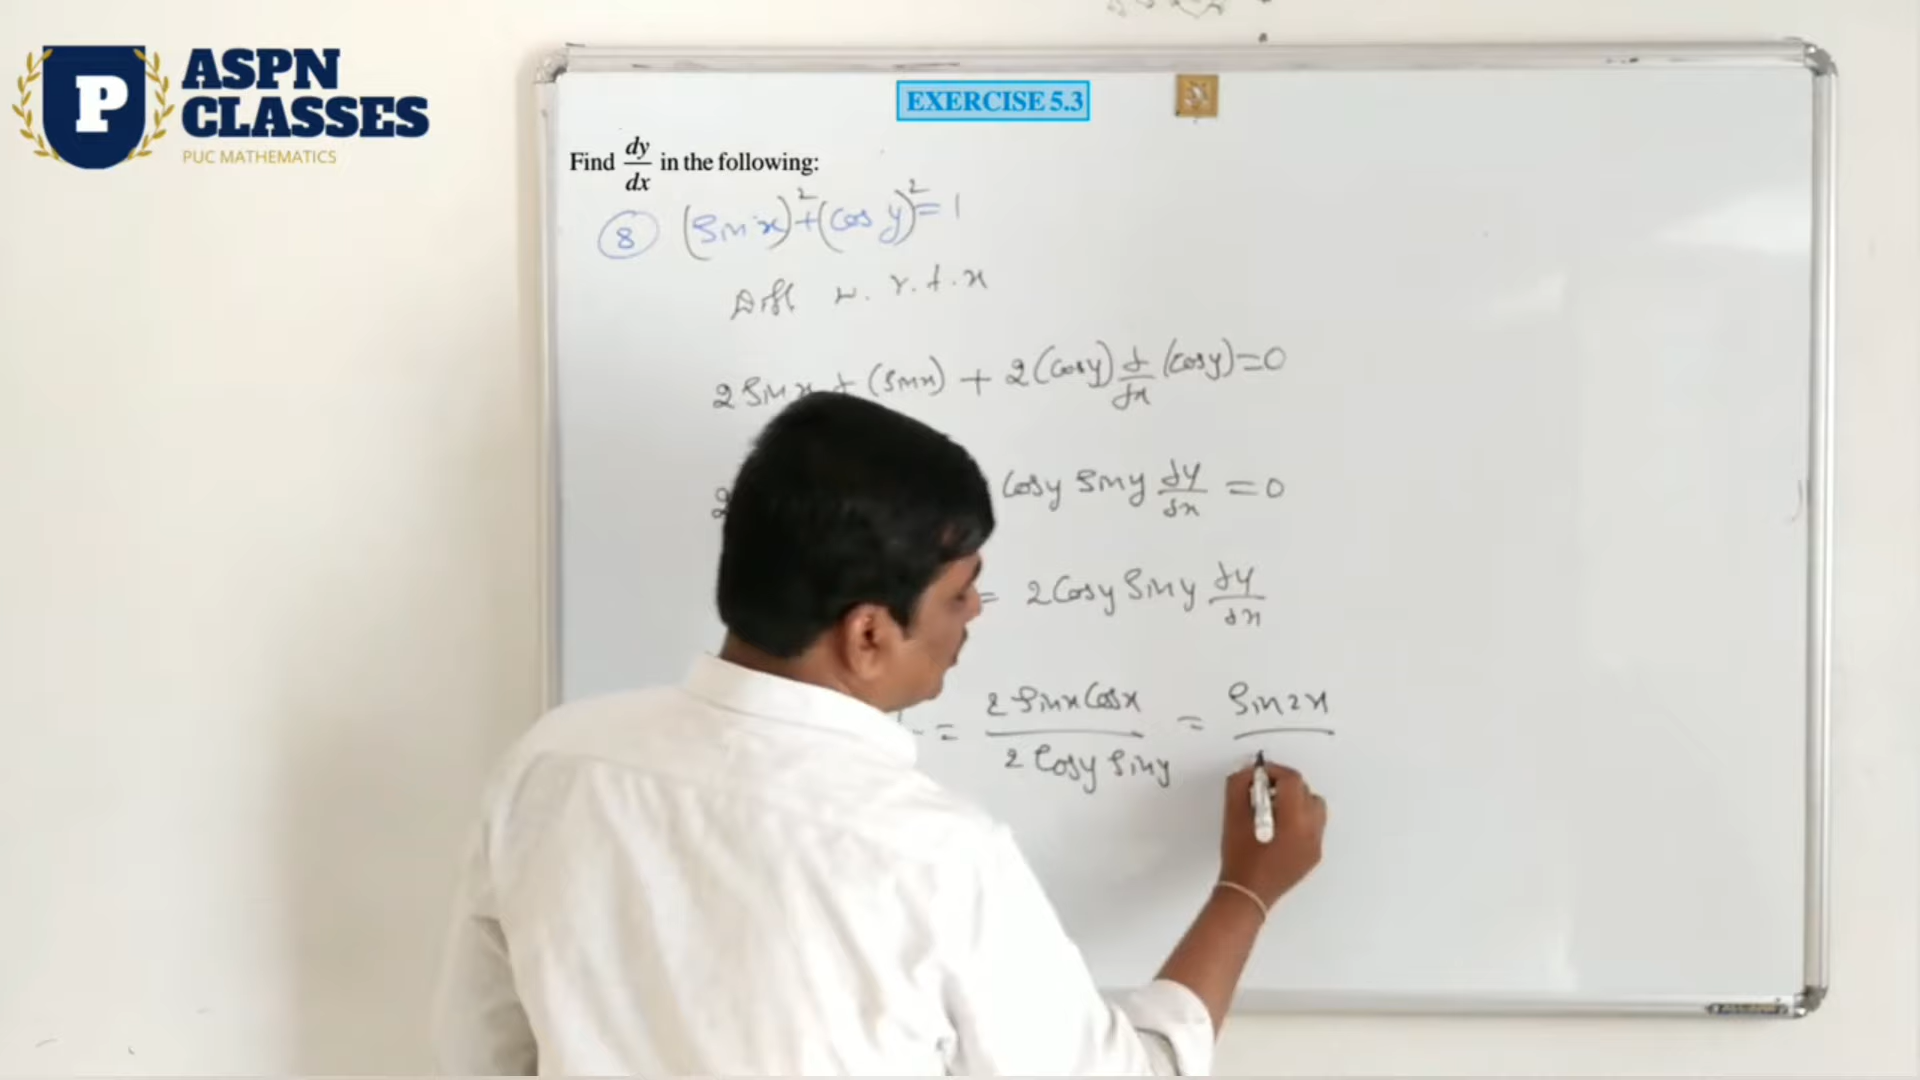 ASPN
CLASSES
PUC MATHEMATICS
P
EXERCISE 5.3
Find dy/dx in the following:
8 (Sin x)² + (Cos y)² = 1
Diff w.r.t.x
2 Sin x (Sin x) + 2 (Cos y) d/dx (Cos y) = 0
2 Cos y Sin y dy/dx = 0
= 2 Cos y Sin y dy/dx
= 2 Sin x Cos x / 2 Cos y Sin y = Sin 2x